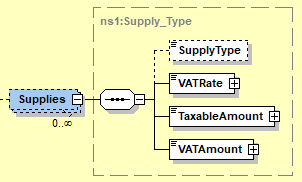 ns1:Supply_Type
SupplyType
Supplies
VATRate
0..∞
TaxableAmount
VATAmount